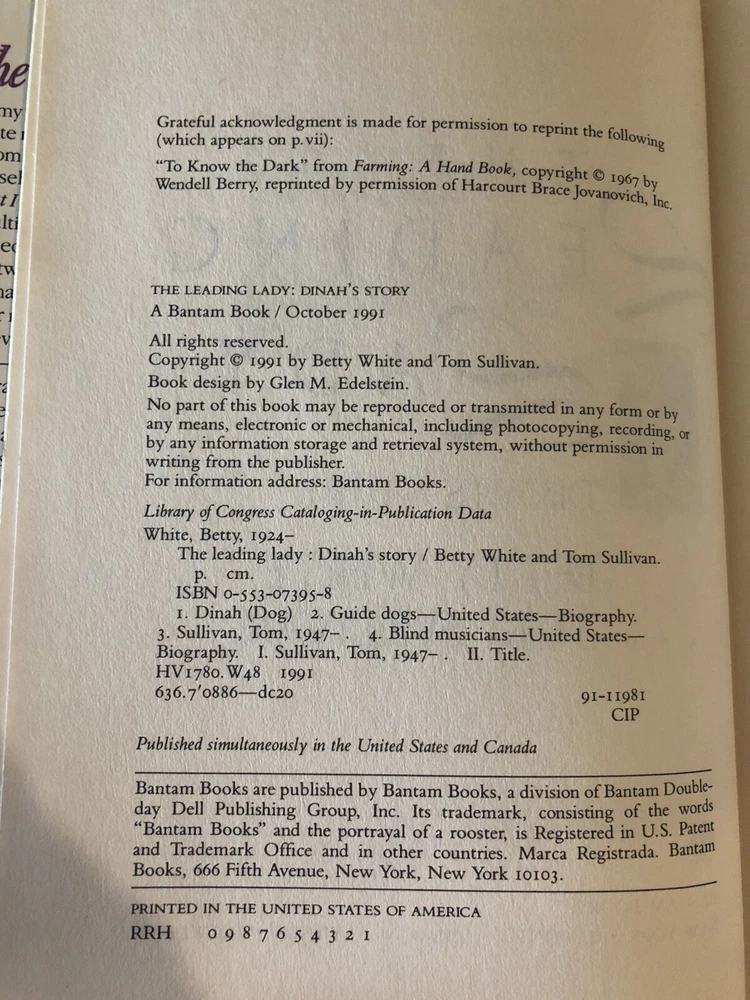 Grateful acknowledgment is made for permission to reprint the following
(which appears on p. vii):
“To Know the Dark” from Farming: A Hand Book, copyright © 1967 by
Wendell Berry, reprinted by permission of Harcourt Brace Jovanovich, Inc.
THE LEADING LADY: DINAH’S STORY
A Bantam Book / October 1991
All rights reserved.
Copyright © 1991 by Betty White and Tom Sullivan.
Book design by Glen M. Edelstein.
No part of this book may be reproduced or transmitted in any form or by
any means, electronic or mechanical, including photocopying, recording, or
by any information storage and retrieval system, without permission in
writing from the publisher.
For information address: Bantam Books.
Library of Congress Cataloging-in-Publication Data
White, Betty, 1924–
The leading lady : Dinah’s story / Betty White and Tom Sullivan.
p. cm.
ISBN 0-553-07395-8
1. Dinah (Dog) 2. Guide dogs—United States—Biography.
3. Sullivan, Tom, 1947– . 4. Blind musicians—United States—
Biography. I. Sullivan, Tom, 1947– . II. Title.
HV1780.W48 1991
636.7′0886—dc20
91-11981
CIP
Published simultaneously in the United States and Canada
Bantam Books are published by Bantam Books, a division of Bantam Double-
day Dell Publishing Group, Inc. Its trademark, consisting of the words
“Bantam Books” and the portrayal of a rooster, is Registered in U.S. Patent
and Trademark Office and in other countries. Marca Registrada. Bantam
Books, 666 Fifth Avenue, New York, New York 10103.
PRINTED IN THE UNITED STATES OF AMERICA
RRH 0 9 8 7 6 5 4 3 2 1